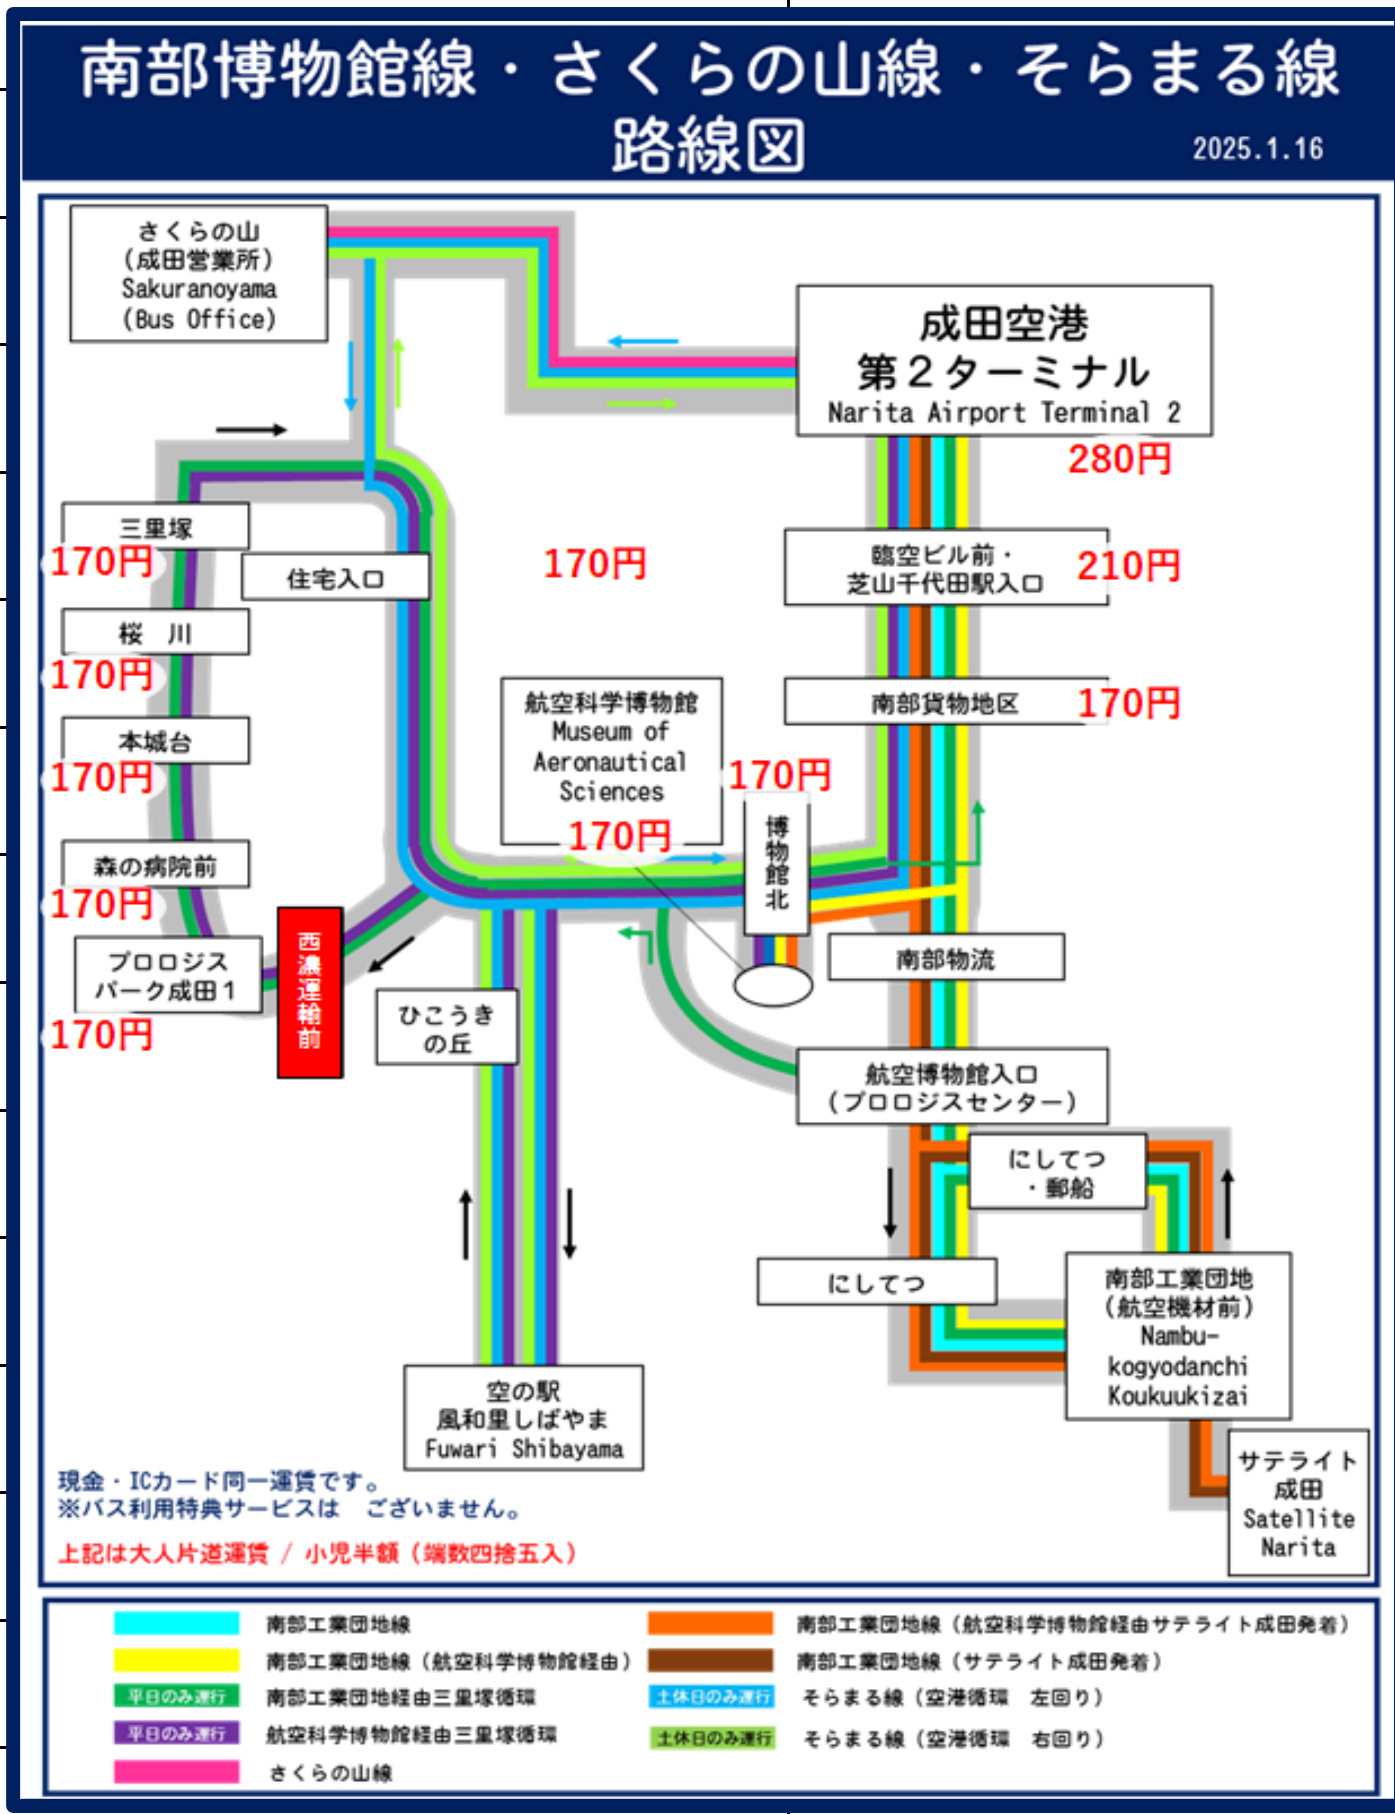 南部博物館線・さくらの山線・そらまる線
路線図
2025.1.16
さくらの山
(成田営業所)
Sakuranoyama
(Bus Office)
成田空港
第２ターミナル
Narita Airport Terminal 2
280円
三里塚
170円
住宅入口
170円
臨空ビル前・
芝山千代田駅入口
210円
桜　川
170円
航空科学博物館
Museum of
Aeronautical
Sciences
170円
南部貨物地区
170円
本城台
170円
170円
博物館北
森の病院前
170円
西濃運輸前
プロロジス
パーク成田１
170円
南部物流
ひこうき
の丘
航空博物館入口
(プロロジスセンター)
にしてつ
・郵船
にしてつ
南部工業団地
(航空機材前)
Nambu-
kogyodanchi
Koukuukizai
空の駅
風和里しばやま
Fuwari Shibayama
サテライト
成田
Satellite
Narita
現金・ICカード同一運賃です。
※バス利用特典サービスは　ございません。
上記は大人片道運賃 / 小児半額（端数四捨五入）
南部工業団地線
南部工業団地線（航空科学博物館経由サテライト成田発着）
南部工業団地線（航空科学博物館経由）
南部工業団地線（サテライト成田発着）
平日のみ運行 南部工業団地経由三里塚循環
土休日のみ運行 そらまる線（空港循環　左回り）
平日のみ運行 航空科学博物館経由三里塚循環
土休日のみ運行 そらまる線（空港循環　右回り）
さくらの山線